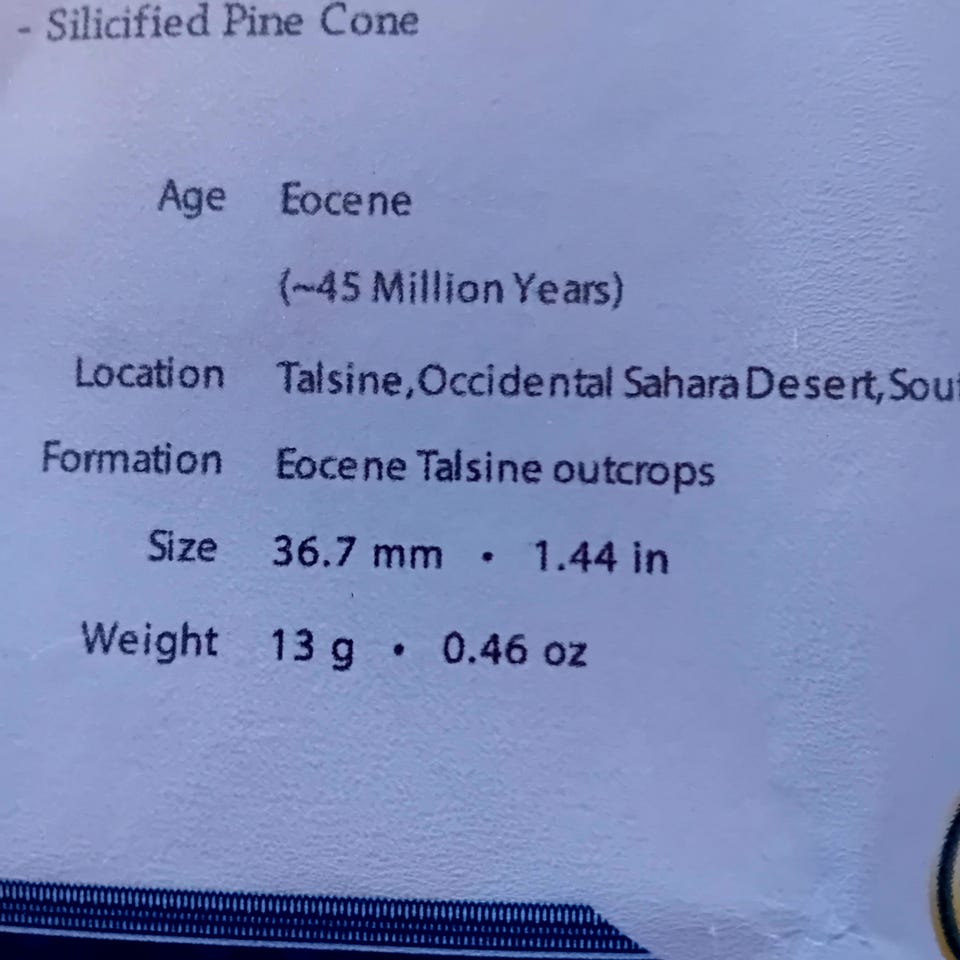 - Silicified Pine Cone
Age Eocene
(~45 Million Years)
Location Talsine,Occidental Sahara Desert,Sou
Formation Eocene Talsine outcrops
Size 36.7 mm • 1.44 in
Weight 13 g • 0.46 oz